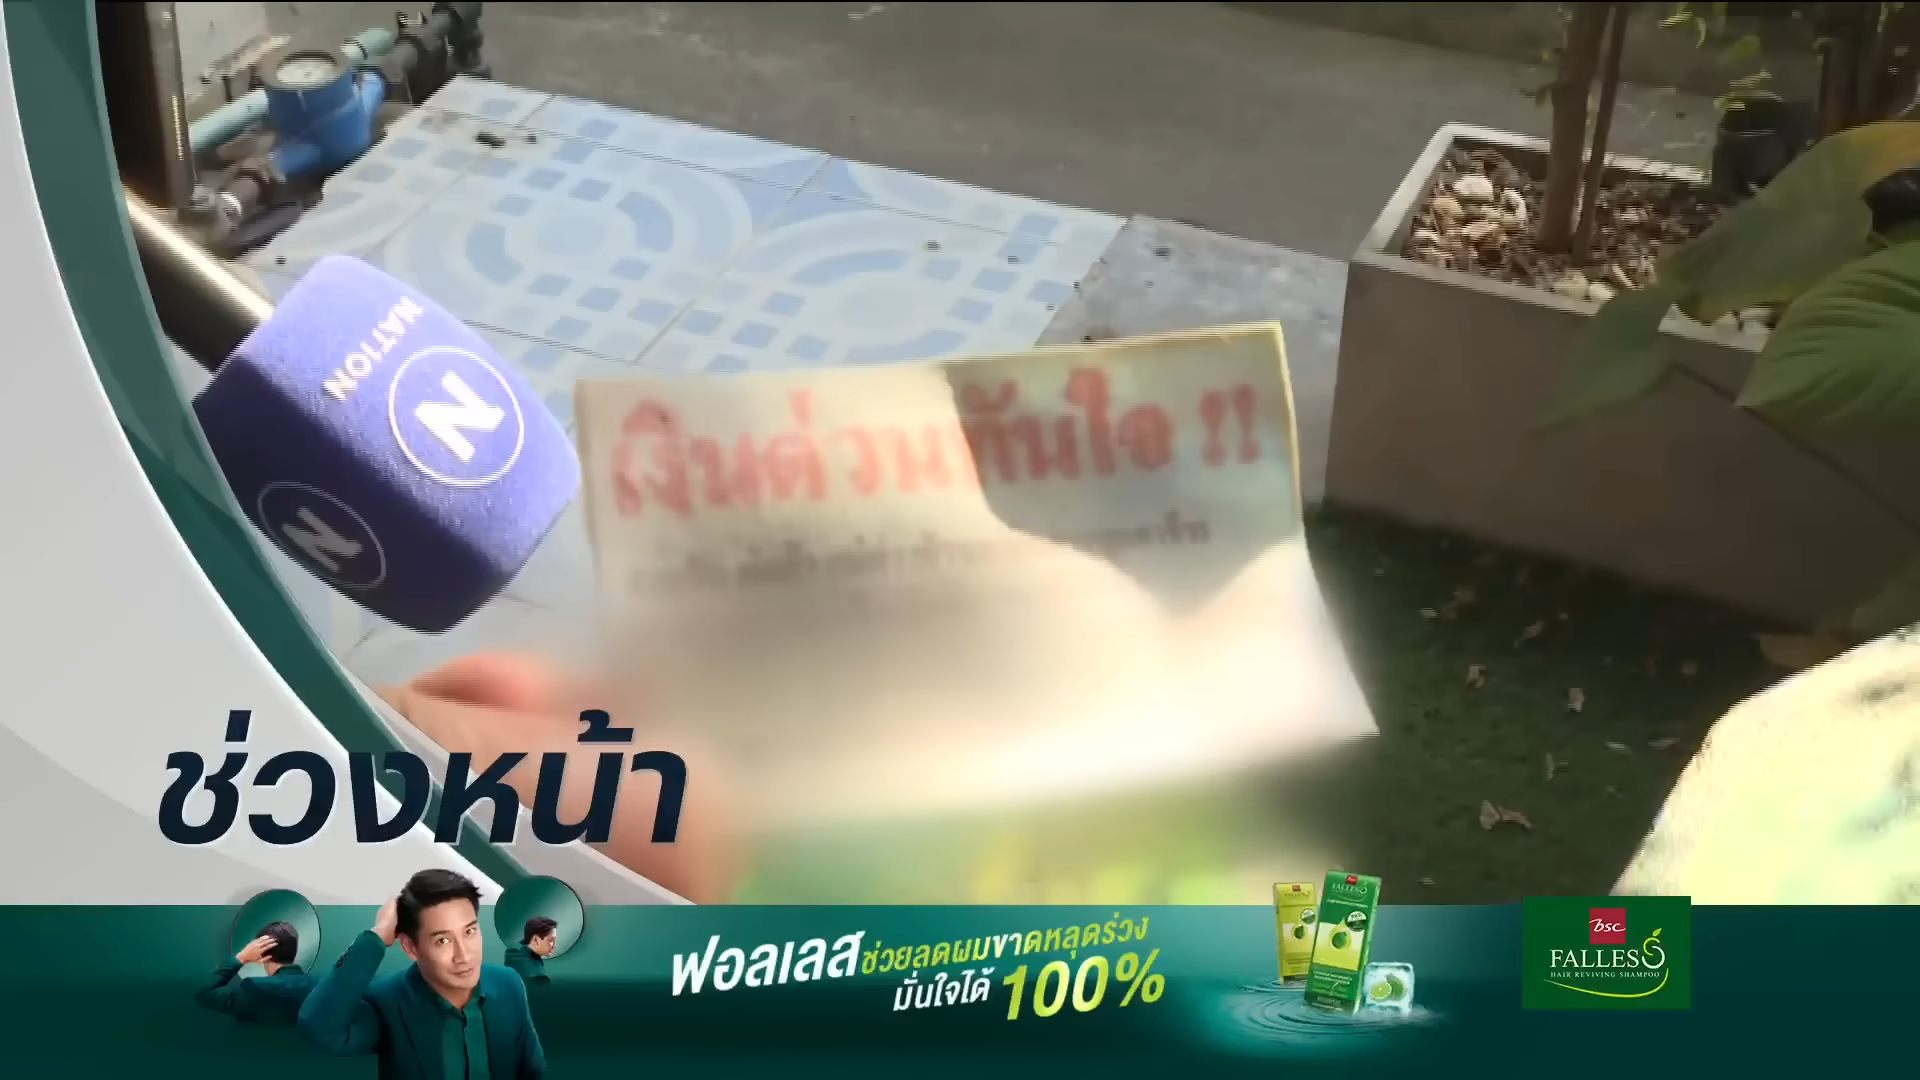 NATION
N
N
เงินด่วนทันใจ !!
ช่วงหน้า
ฟอลเลส ช่วยลดผมขาดหลุดร่วง
มั่นใจได้ 100%
bsc
FALLES
HAIR REVIVING SHAMPOO